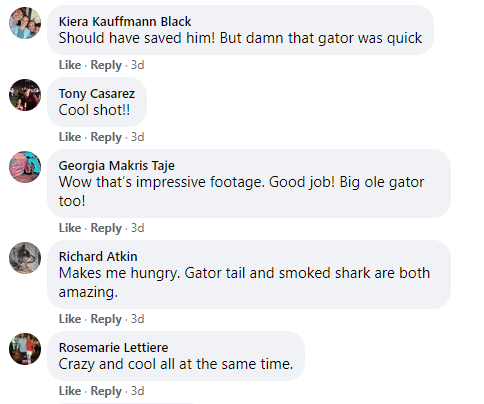 Kiera Kauffmann Black
Should have saved him! But damn that gator was quick
Like · Reply · 3d
Tony Casarez
Cool shot!!
Like · Reply · 3d
Georgia Makris Taje
Wow that's impressive footage. Good job! Big ole gator
too!
Like · Reply · 3d
Richard Atkin
Makes me hungry. Gator tail and smoked shark are both
amazing.
Like · Reply · 3d
Rosemarie Lettiere
Crazy and cool all at the same time.
Like · Reply · 3d